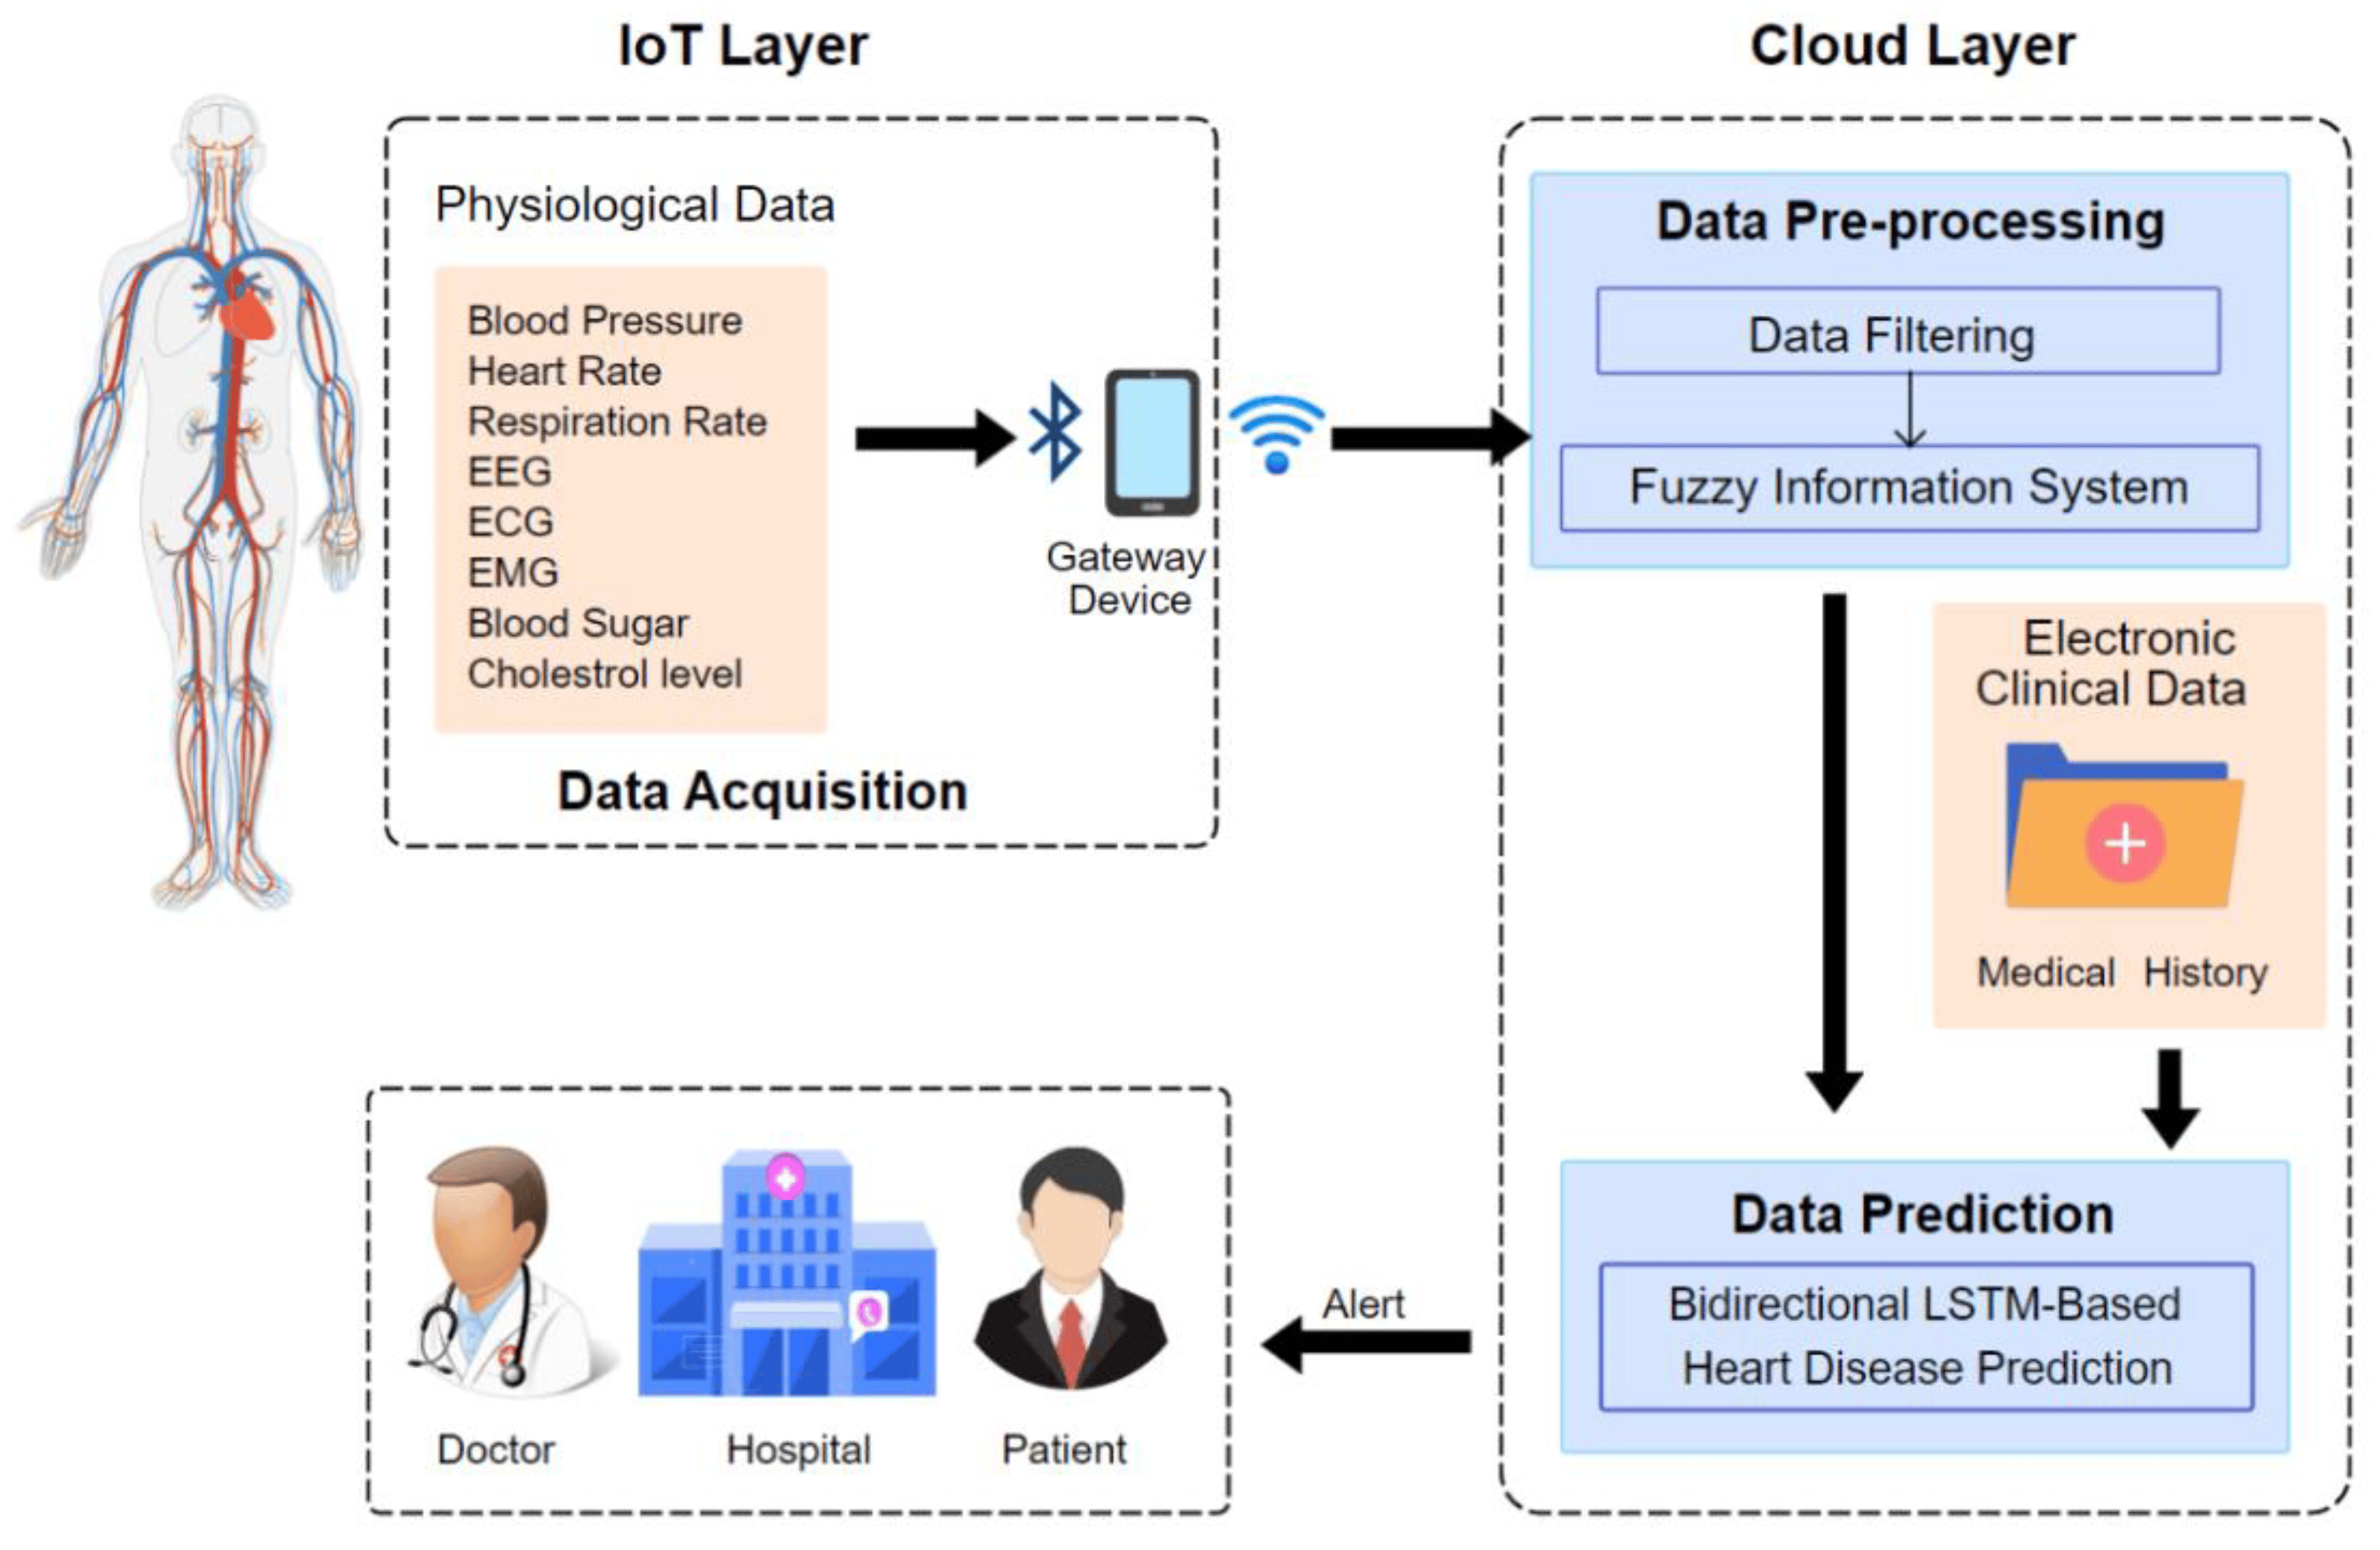 IoT Layer
Physiological Data
Blood Pressure
Heart Rate
Respiration Rate
EEG
ECG
EMG
Blood Sugar
Cholestrol level
Data Acquisition
Gateway
Device
Cloud Layer
Data Pre-processing
Data Filtering
Fuzzy Information System
Electronic
Clinical Data
Medical History
Data Prediction
Bidirectional LSTM-Based
Heart Disease Prediction
Alert
Doctor
Hospital
Patient